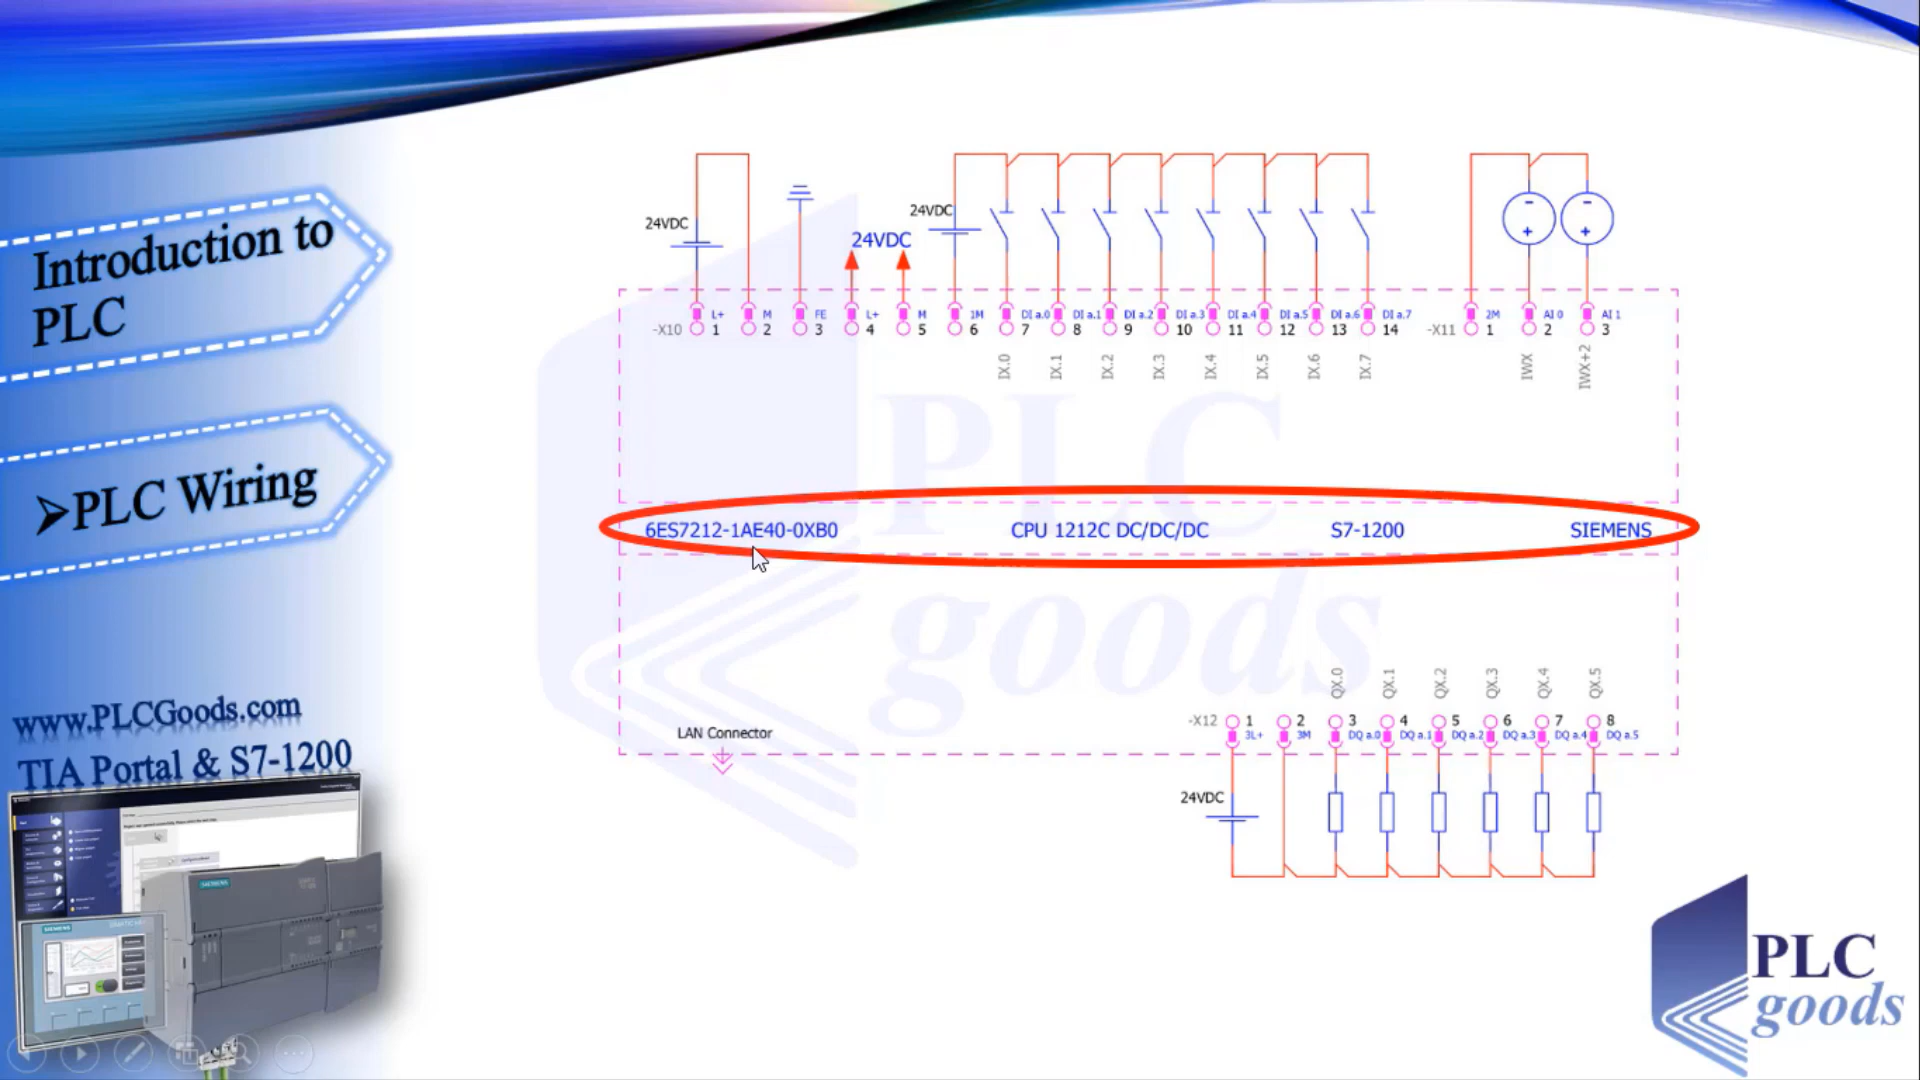 Introduction to
PLC
➢PLC Wiring
www.PLCGoods.com
TIA Portal & S7-1200
SIEMENS
SIEMENS
24VDC
24VDC
24VDC
-X10
L+ M FE L+ M 1M DI a.0 DI a.1 DI a.2 DI a.3 DI a.4 DI a.5 DI a.6 DI a.7
1 2 3 4 5 6 7 8 9 10 11 12 13 14
IX.0 IX.1 IX.2 IX.3 IX.4 IX.5 IX.6 IX.7
-X11
2M AI 0 AI 1
1 2 3
IWX IWX+2
PLC
goods
6ES7212-1AE40-0XB0 CPU 1212C DC/DC/DC S7-1200 SIEMENS
LAN Connector
QX.0 QX.1 QX.2 QX.3 QX.4 QX.5
-X12 1 2 3 4 5 6 7 8
3L+ 3M DQ a.0 DQ a.1 DQ a.2 DQ a.3 DQ a.4 DQ a.5
24VDC
PLC
goods